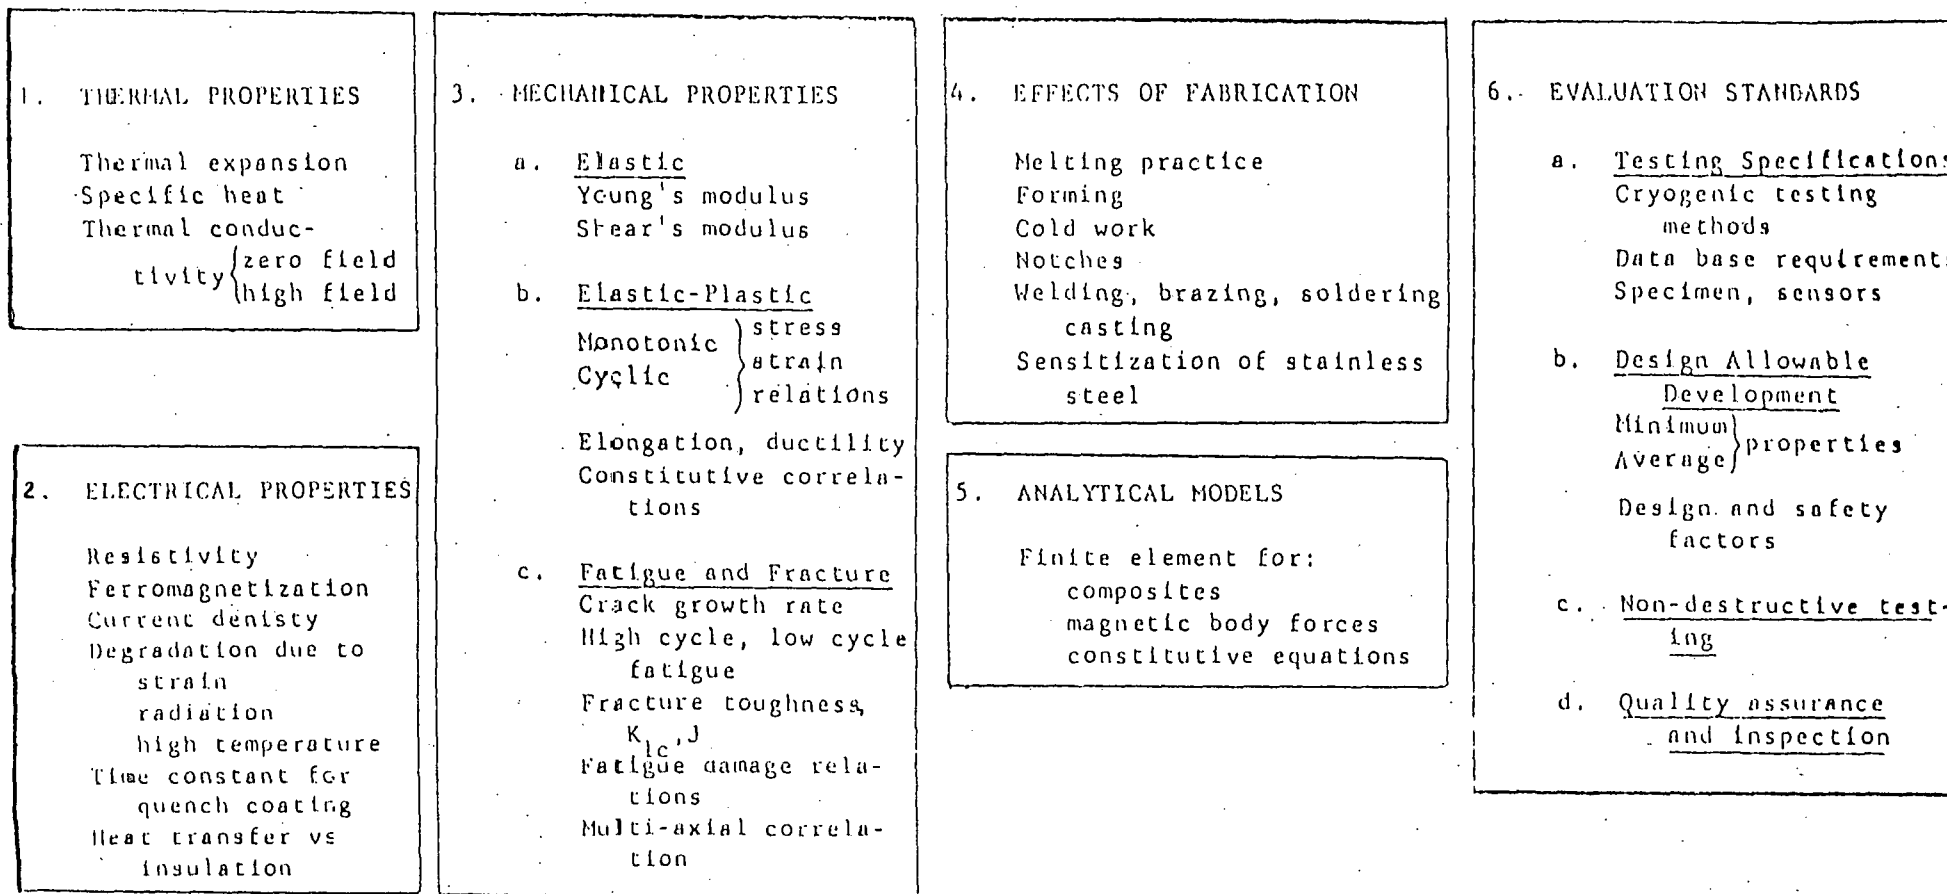 1. THERMAL PROPERTIES
Thermal expansion
Specific heat
Thermal conduc-
tivity {zero field
high field
2. ELECTRICAL PROPERTIES
Resistivity
Ferromagnetization
Current denisty
Degradation due to
strain
radiation
high temperature
Time constant for
quench coating
Heat transfer vs
insulation
3. MECHANICAL PROPERTIES
a. Elastic
Young's modulus
Shear's modulus
b. Elastic-Plastic
Monotonic } stress
strain
Cyclic
relations
Elongation, ductility
Constitutive correla-
tions
c. Fatigue and Fracture
Crack growth rate
High cycle, low cycle
fatigue
Fracture toughness,
K Ic, J
Fatigue damage rela-
tions
Multi-axial correla-
tion
4. EFFECTS OF FABRICATION
Melting practice
Forming
Cold work
Notches
Welding, brazing, soldering
casting
Sensitization of stainless
steel
5. ANALYTICAL MODELS
Finite element for:
composites
magnetic body forces
constitutive equations
6. EVALUATION STANDARDS
a. Testing Specifications
Cryogenic testing
methods
Data base requirements
Specimen, sensors
b. Design Allowable
Development
Minimum
Average} properties
Design and safety
factors
c. Non-destructive test-
ing
d. Quality assurance
and inspection